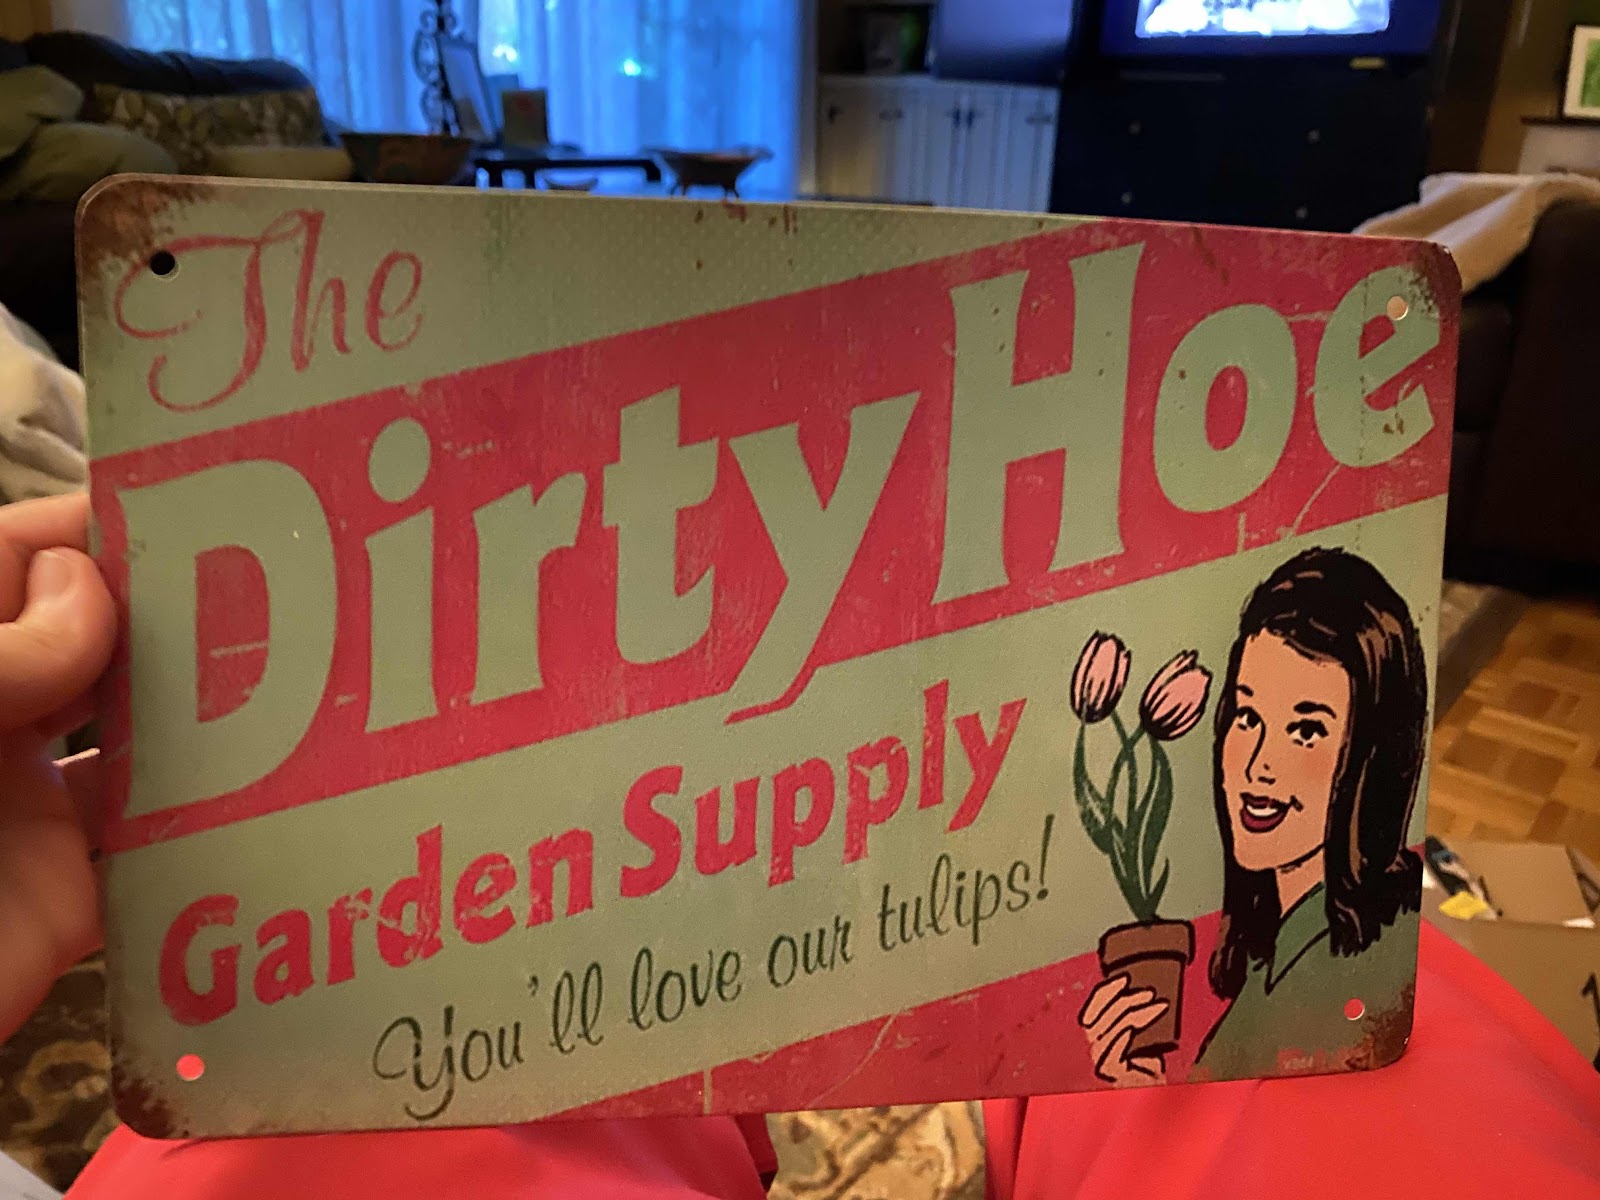 The
Dirty Hoe
Garden Supply
You'll love our tulips!